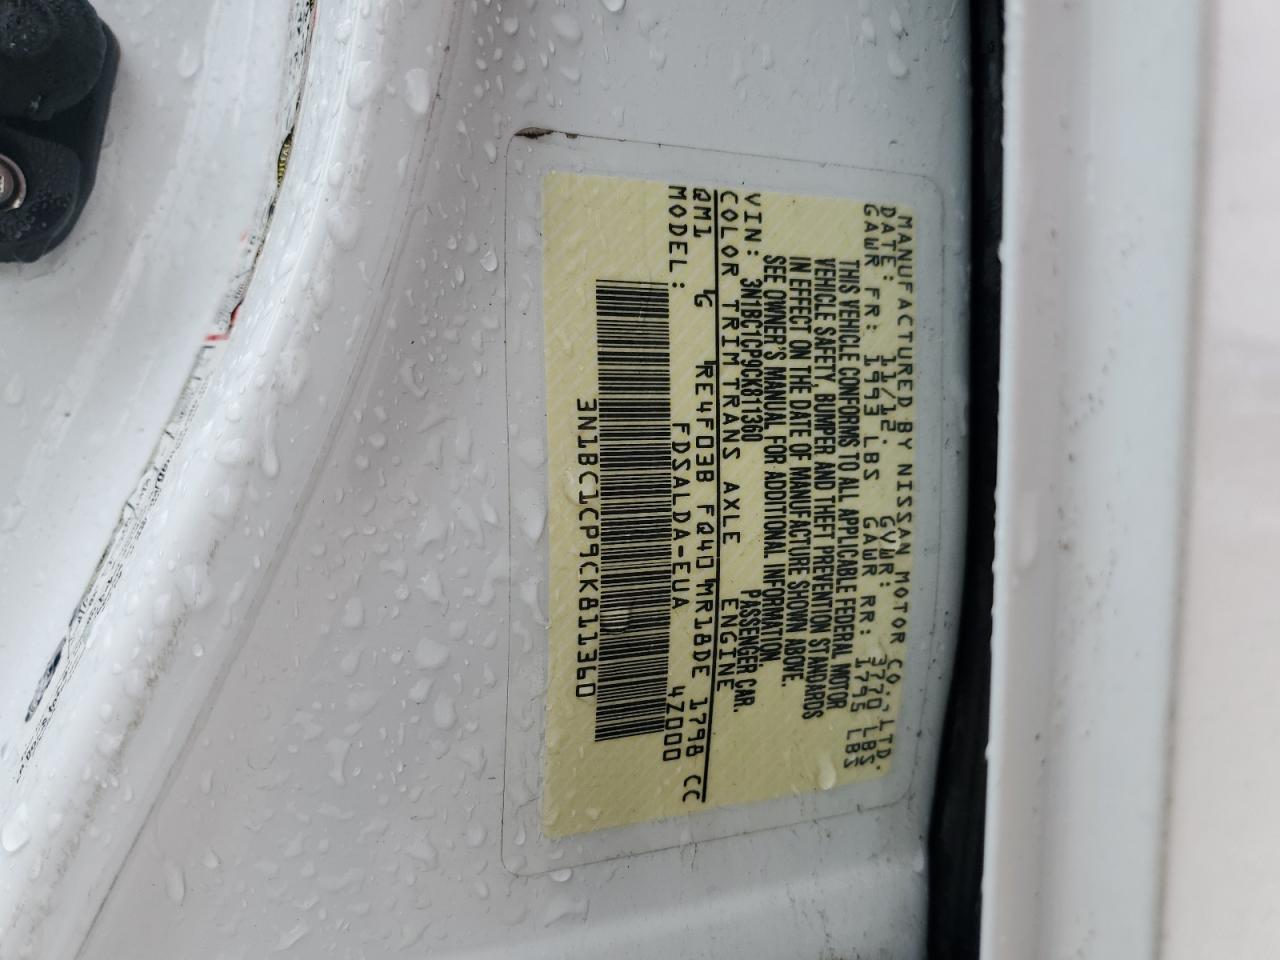 MANUFACTURED BY NISSAN MOTOR CO.,LTD.
DATE: 11/12. GVWR: 3770 LBS
GAWR FR: 1993 LBS GAWR RR: 1795 LBS
THIS VEHICLE CONFORMS TO ALL APPLICABLE FEDERAL MOTOR
VEHICLE SAFETY, BUMPER AND THEFT PREVENTION STANDARDS
IN EFFECT ON THE DATE OF MANUFACTURE SHOWN ABOVE.
SEE OWNER'S MANUAL FOR ADDITIONAL INFORMATION.
VIN: 3N1BC1CP9CK811360 PASSENGER CAR.
COLOR TRIM TRANS AXLE ENGINE
QM1 G RE4F03B FQ40 MR18DE 1798 CC
MODEL: FDSALDA-EUA 4Z000
3N1BC1CP9CK811360